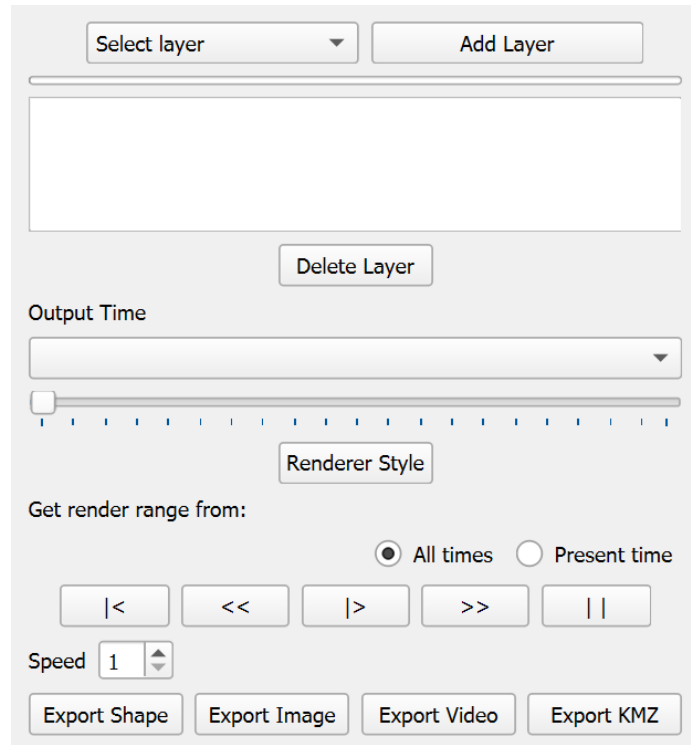 Select layer Add Layer
Delete Layer
Output Time
Renderer Style
Get render range from:
All times Present time
|< << |> >> ||
Speed 1
Export Shape Export Image Export Video Export KMZ